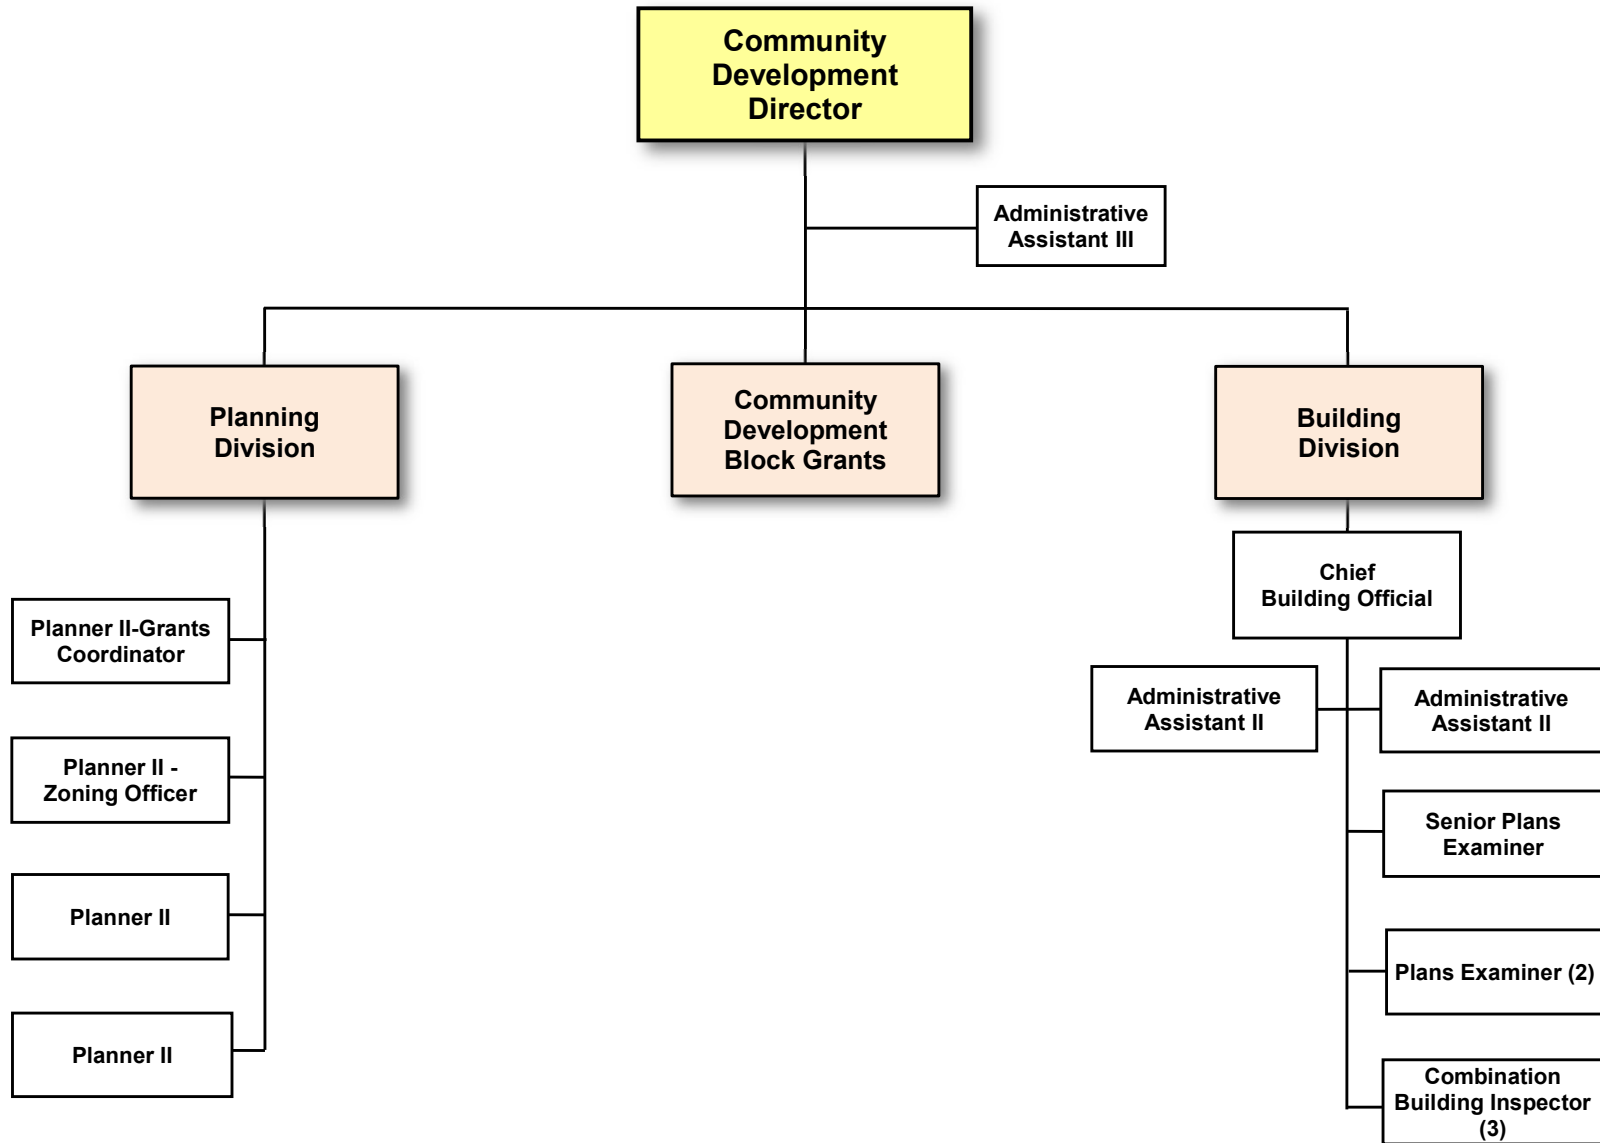 Community
Development
Director
Administrative
Assistant III
Planning
Division
Community
Development
Block Grants
Building
Division
Chief
Building Official
Planner II-Grants
Coordinator
Administrative
Assistant II
Administrative
Assistant II
Planner II -
Zoning Officer
Senior Plans
Examiner
Planner II
Plans Examiner (2)
Planner II
Combination
Building Inspector
(3)